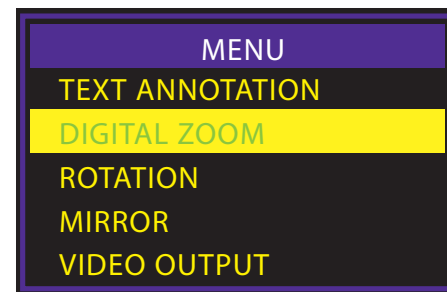 MENU
TEXT ANNOTATION
DIGITAL ZOOM
ROTATION
MIRROR
VIDEO OUTPUT